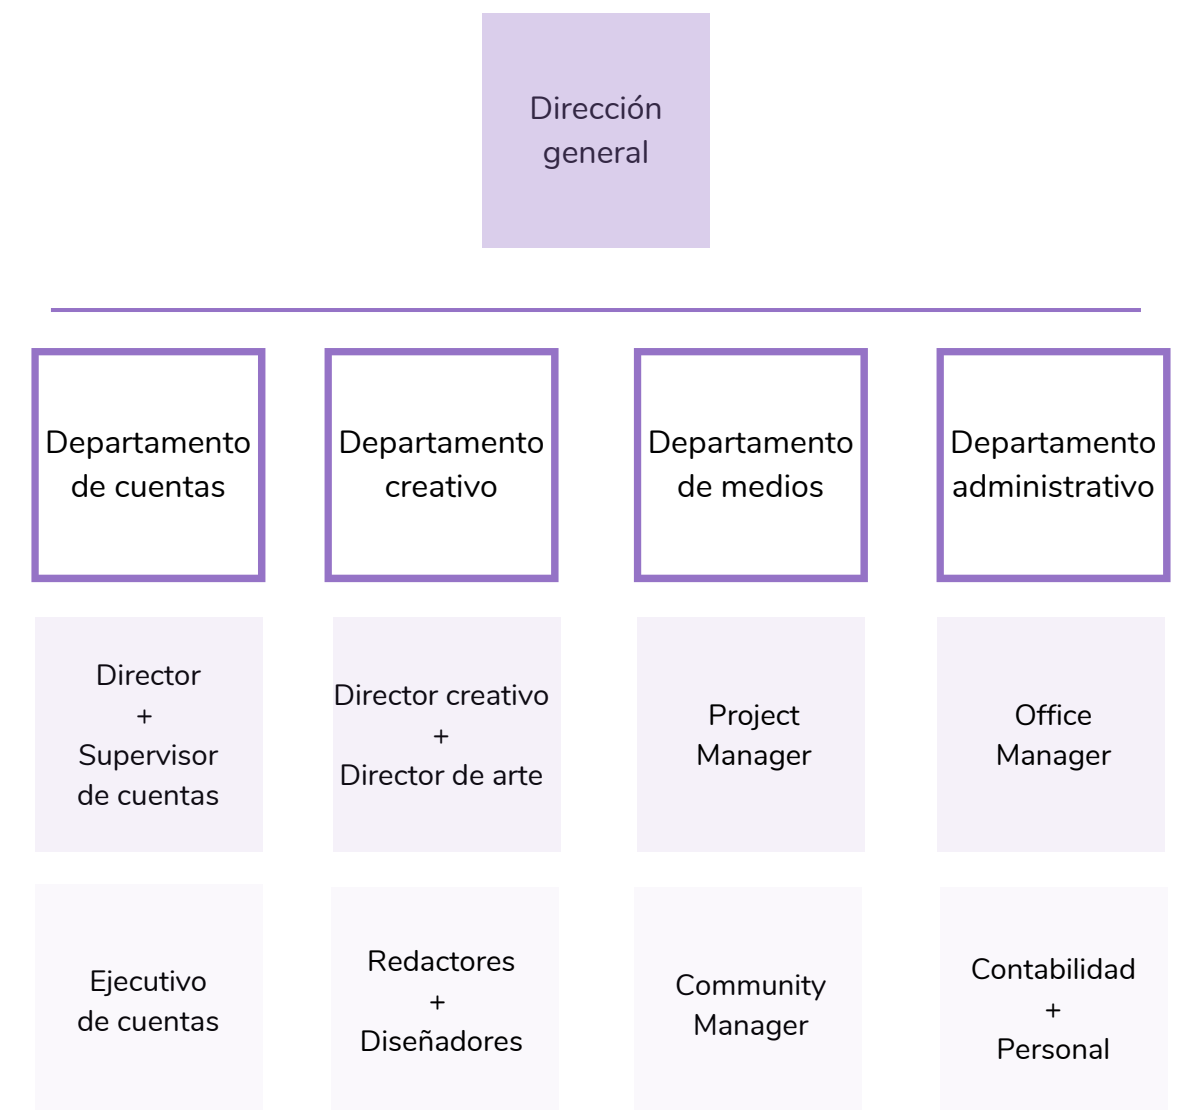 Dirección
general
Departamento
de cuentas
Departamento
creativo
Departamento
de medios
Departamento
administrativo
Director
+
Supervisor
de cuentas
Director creativo
+
Director de arte
Project
Manager
Office
Manager
Ejecutivo
de cuentas
Redactores
+
Diseñadores
Community
Manager
Contabilidad
+
Personal